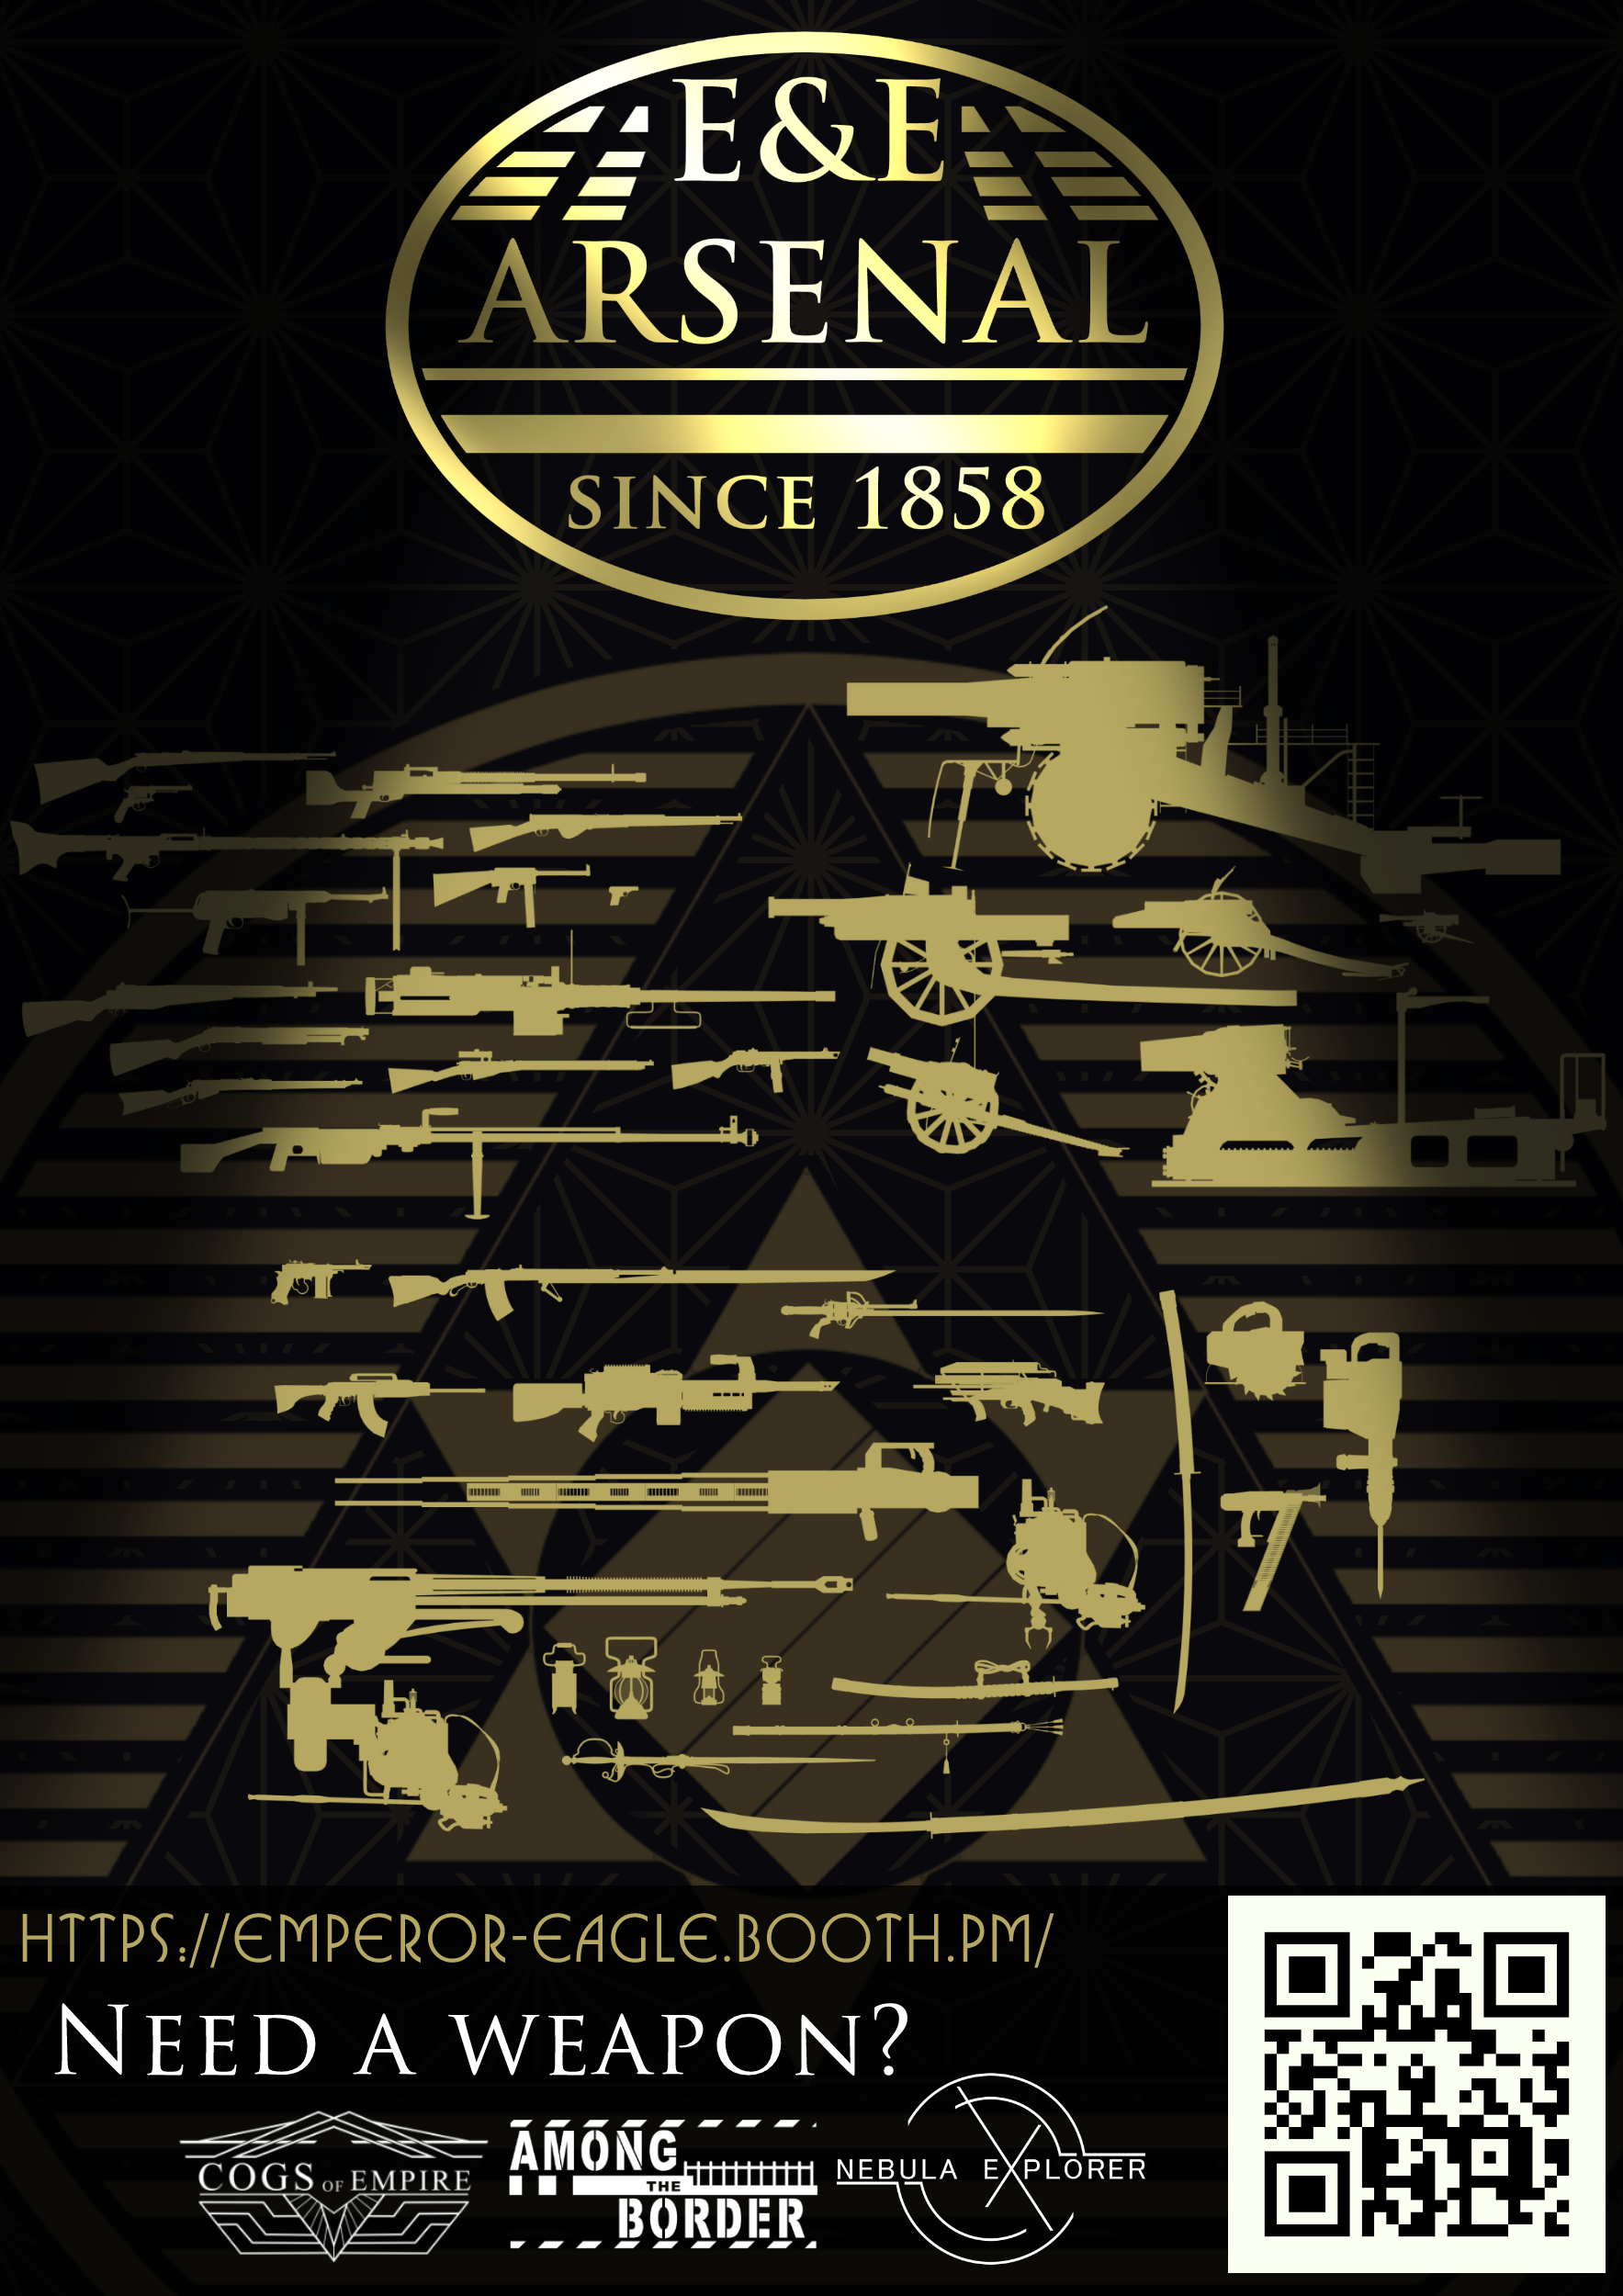 E&E
ARSENAL
SINCE 1858
HTTPS://EMPEROR-EAGLE.BOOTH.PM/
NEED A WEAPON?
COGS OF EMPIRE
AMONG
THE
BORDER
NEBULA EXPLORER